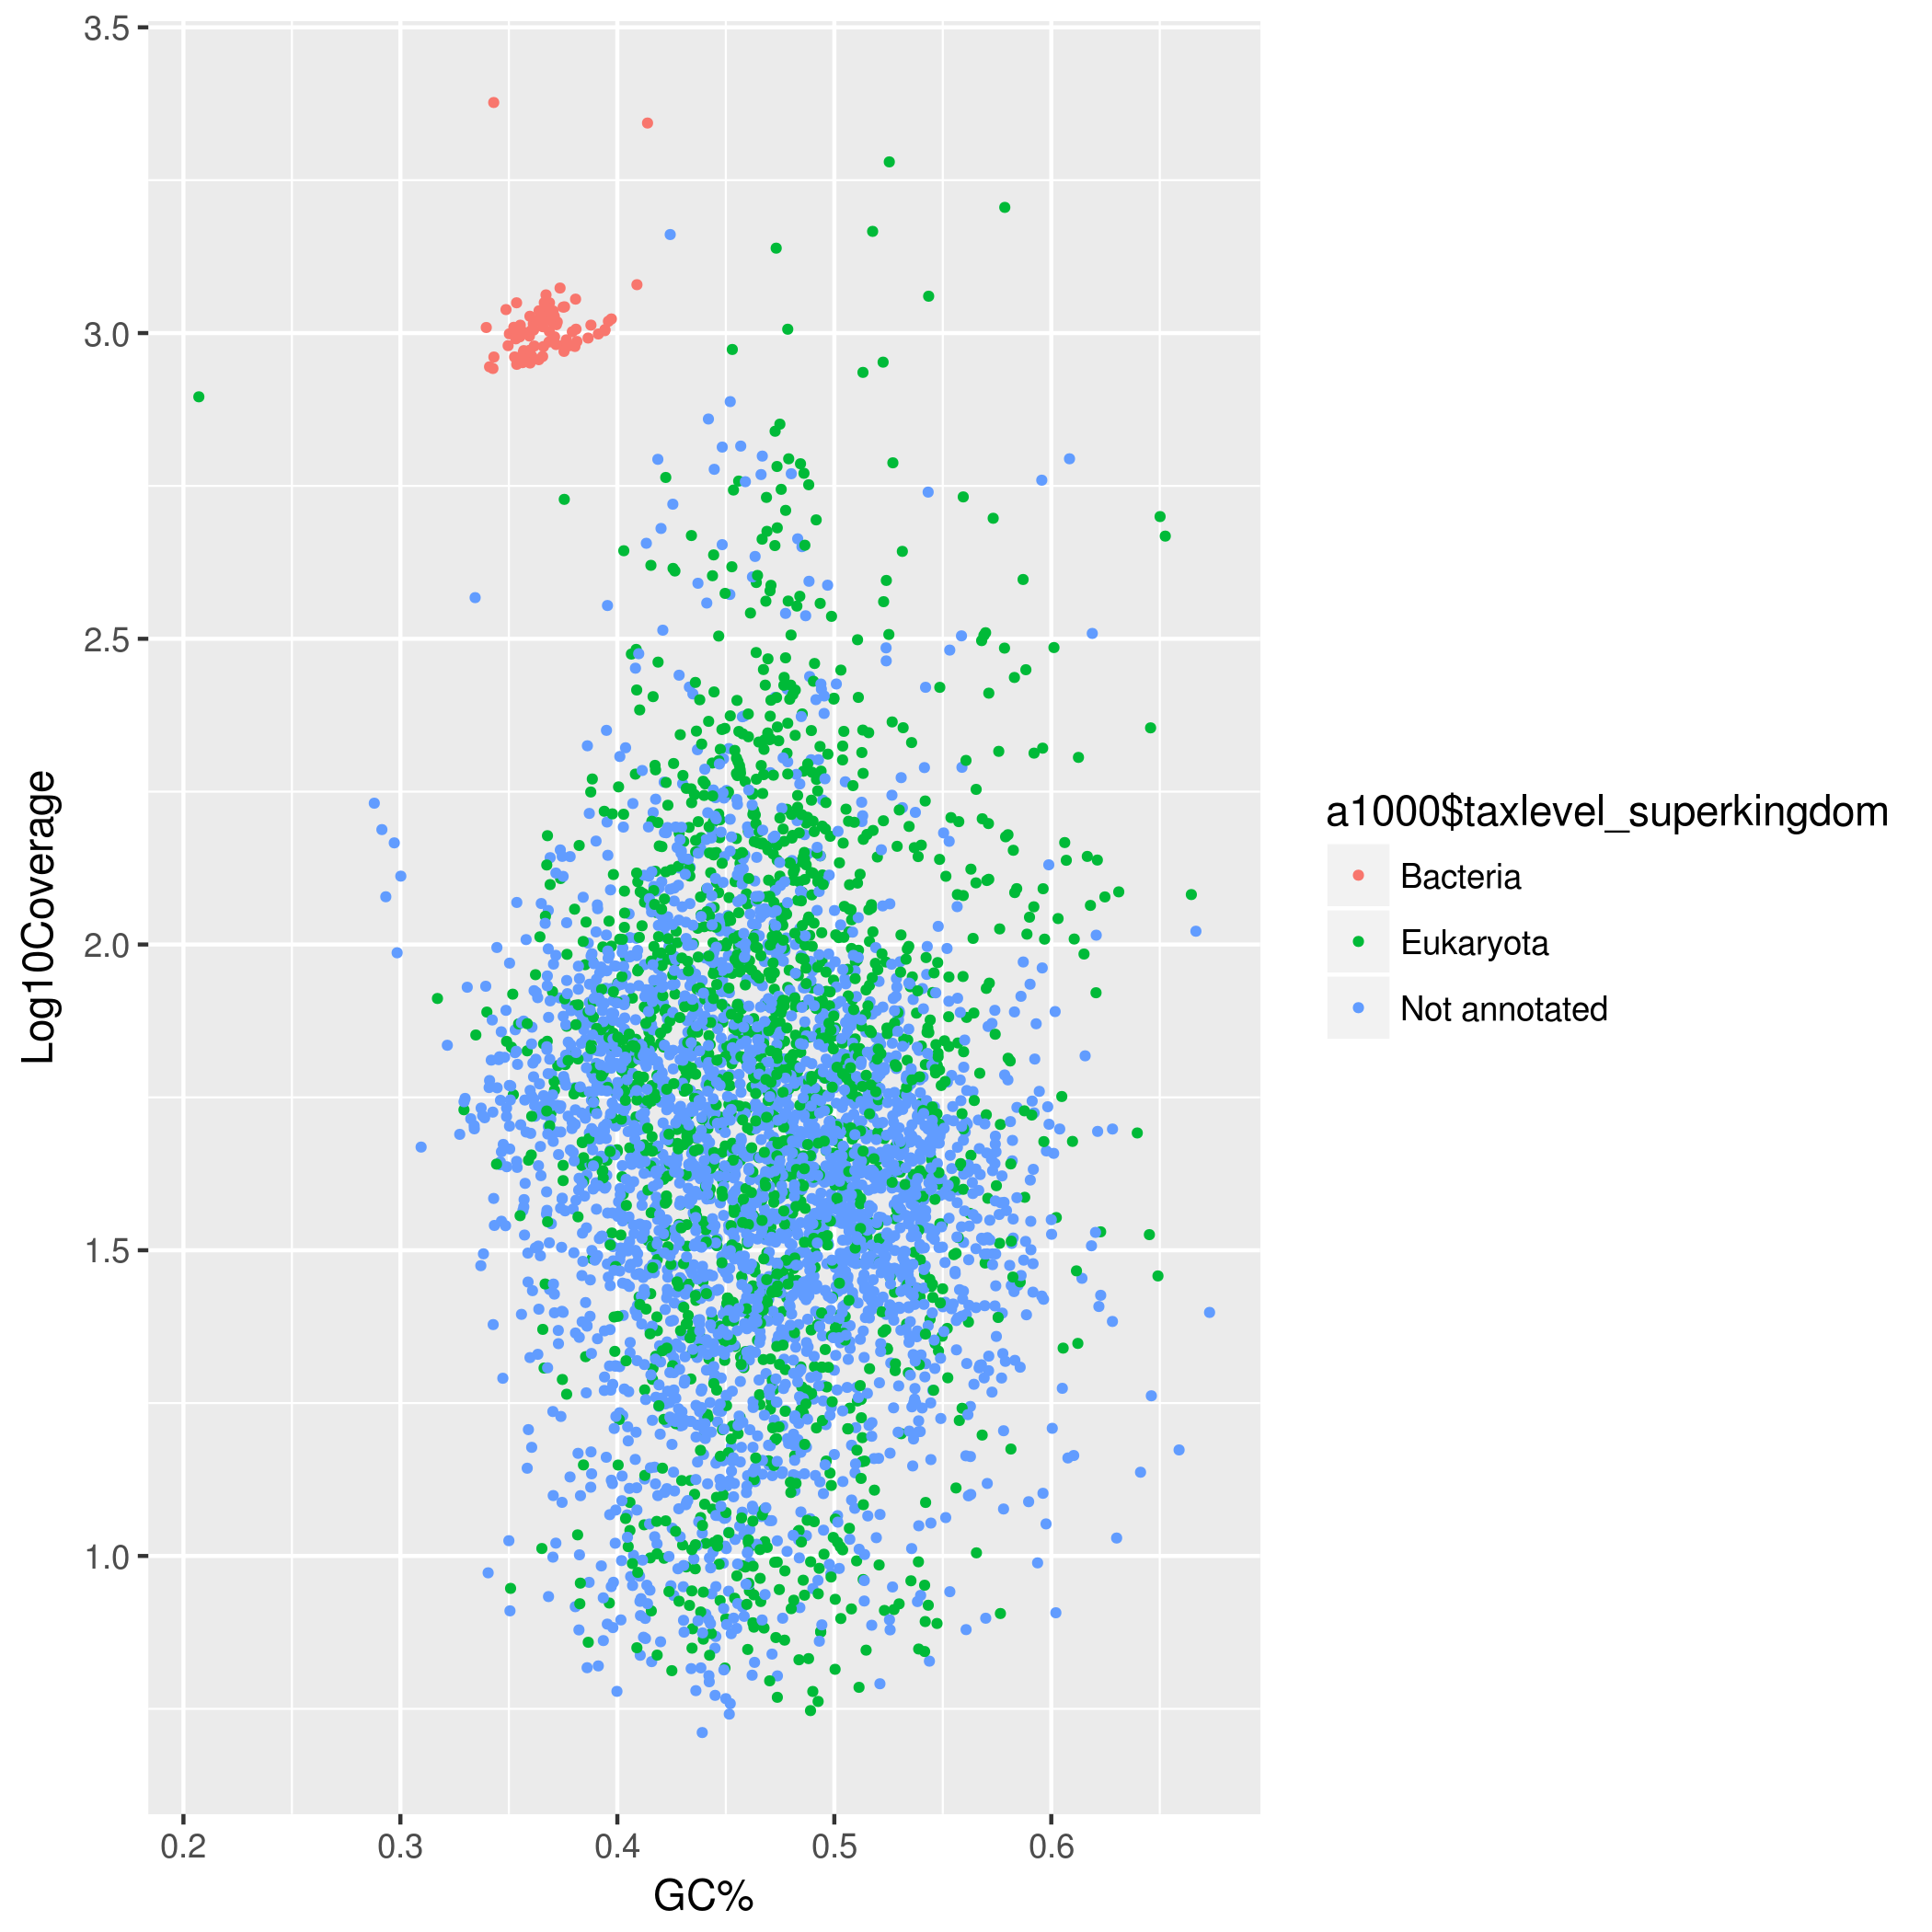 3.5
3.0
2.5
2.0
1.5
1.0
Log10Coverage
0.2 0.3 0.4 0.5 0.6
GC%
a1000$taxlevel_superkingdom
Bacteria
Eukaryota
Not annotated